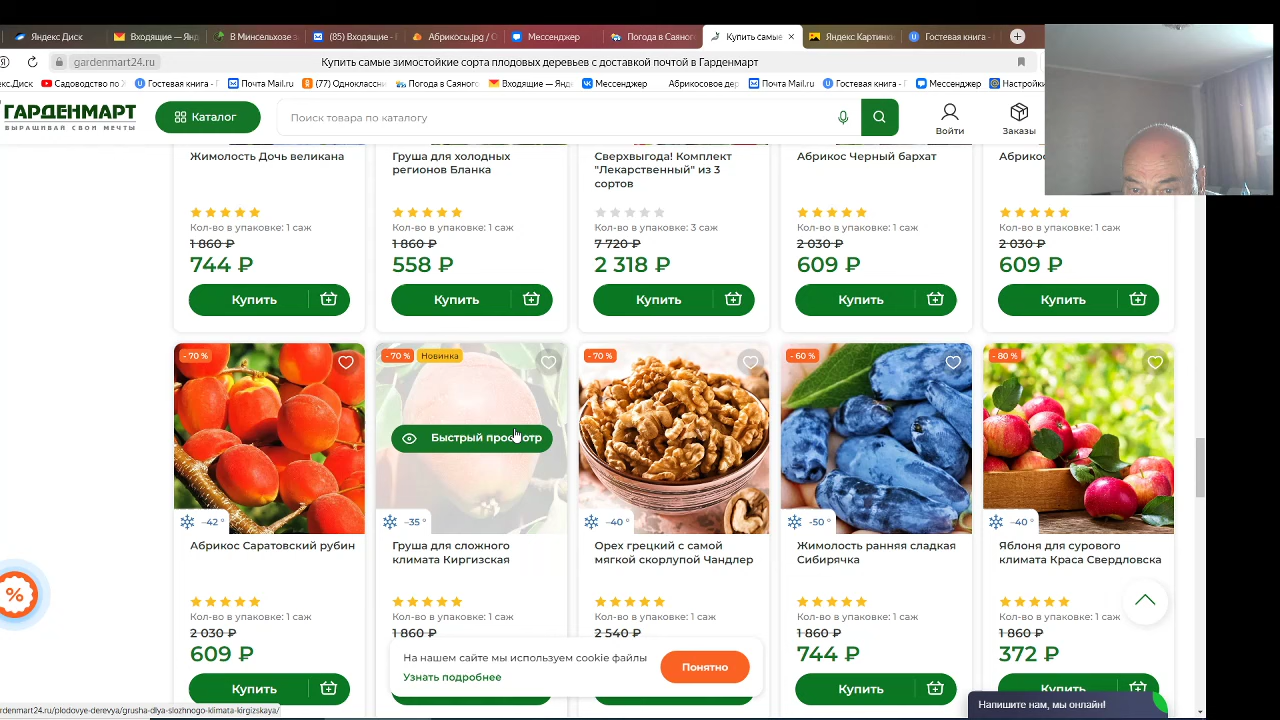 Яндекс Диск
Входящие —
В Минсельхозе з
(85) Входящие - Г
Абрикосы.jpg / О
Мессенджер
Погода в Саяног
Купить самые
Яндекс Картинк
Гостевая книга -
gardenmart24.ru
Купить самые зимостойкие сорта плодовых деревьев с доставкой почтой в Гарденмарт
кс.Диск
Садоводство по Х
Гостевая книга - Г
Почта Mail.ru
(77) Одноклассни
Погода в Саяного
Входящие — Ян
Мессенджер
Абрикосовое дер
Почта Mail.ru
Гостевая книга - Г
Мессенджер
Настройки
ГАРДЕНМАРТ
ВЫРАЩИВАЙ СВОИ МЕЧТЫ
Каталог
Поиск товара по каталогу
Войти
Заказы
Жимолость Дочь великана
Кол-во в упаковке: 1 саж
1 860 ₽
744 ₽
Купить
Груша для холодных
регионов Бланка
Кол-во в упаковке: 1 саж
1 860 ₽
558 ₽
Купить
Сверхвыгода! Комплект
"Лекарственный" из 3
сортов
Кол-во в упаковке: 3 саж
7 720 ₽
2 318 ₽
Купить
Абрикос Черный бархат
Кол-во в упаковке: 1 саж
2 030 ₽
609 ₽
Купить
Абрикос
Кол-во в упаковке: 1 саж
2 030 ₽
609 ₽
Купить
- 70 %
–42 °
Абрикос Саратовский рубин
Кол-во в упаковке: 1 саж
2 030 ₽
609 ₽
Купить
- 70 %
Новинка
Быстрый просмотр
–35 °
Груша для сложного
климата Киргизская
Кол-во в упаковке: 1 саж
1 860 ₽
- 70 %
–40 °
Орех грецкий с самой
мягкой скорлупой Чандлер
Кол-во в упаковке: 1 саж
2 540 ₽
- 60 %
-50 °
Жимолость ранняя сладкая
Сибирячка
Кол-во в упаковке: 1 саж
1 860 ₽
744 ₽
Купить
- 80 %
–40 °
Яблоня для сурового
климата Краса Свердловска
Кол-во в упаковке: 1 саж
1 860 ₽
372 ₽
Купить
%
На нашем сайте мы используем cookie файлы
Узнать подробнее
Понятно
Напишите нам, мы онлайн!
rdenmart24.ru/plodovye-derevya/grusha-dlya-slozhnogo-klimata-kirgizskaya/